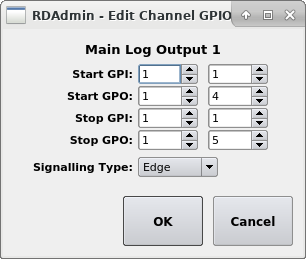 RDAdmin - Edit Channel GPIO
Main Log Output 1
Start GPI: 1 1
Start GPO: 1 4
Stop GPI: 1 1
Stop GPO: 1 5
Signalling Type: Edge
OK Cancel